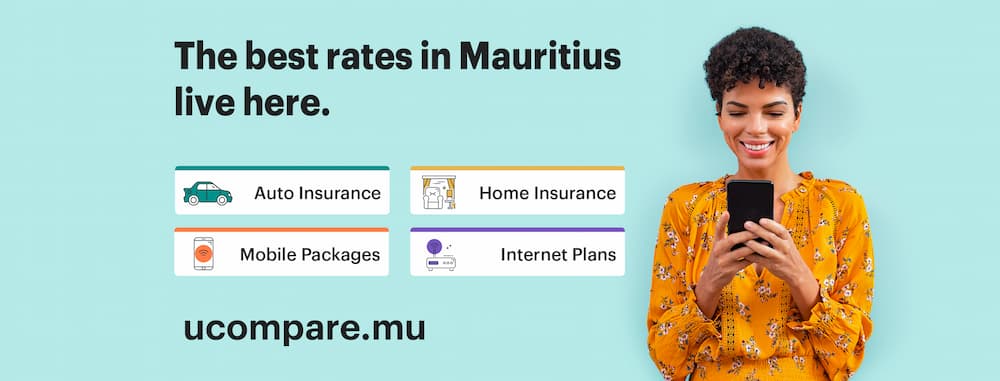 The best rates in Mauritius
live here.
Auto Insurance
Home Insurance
Mobile Packages
Internet Plans
ucompare.mu